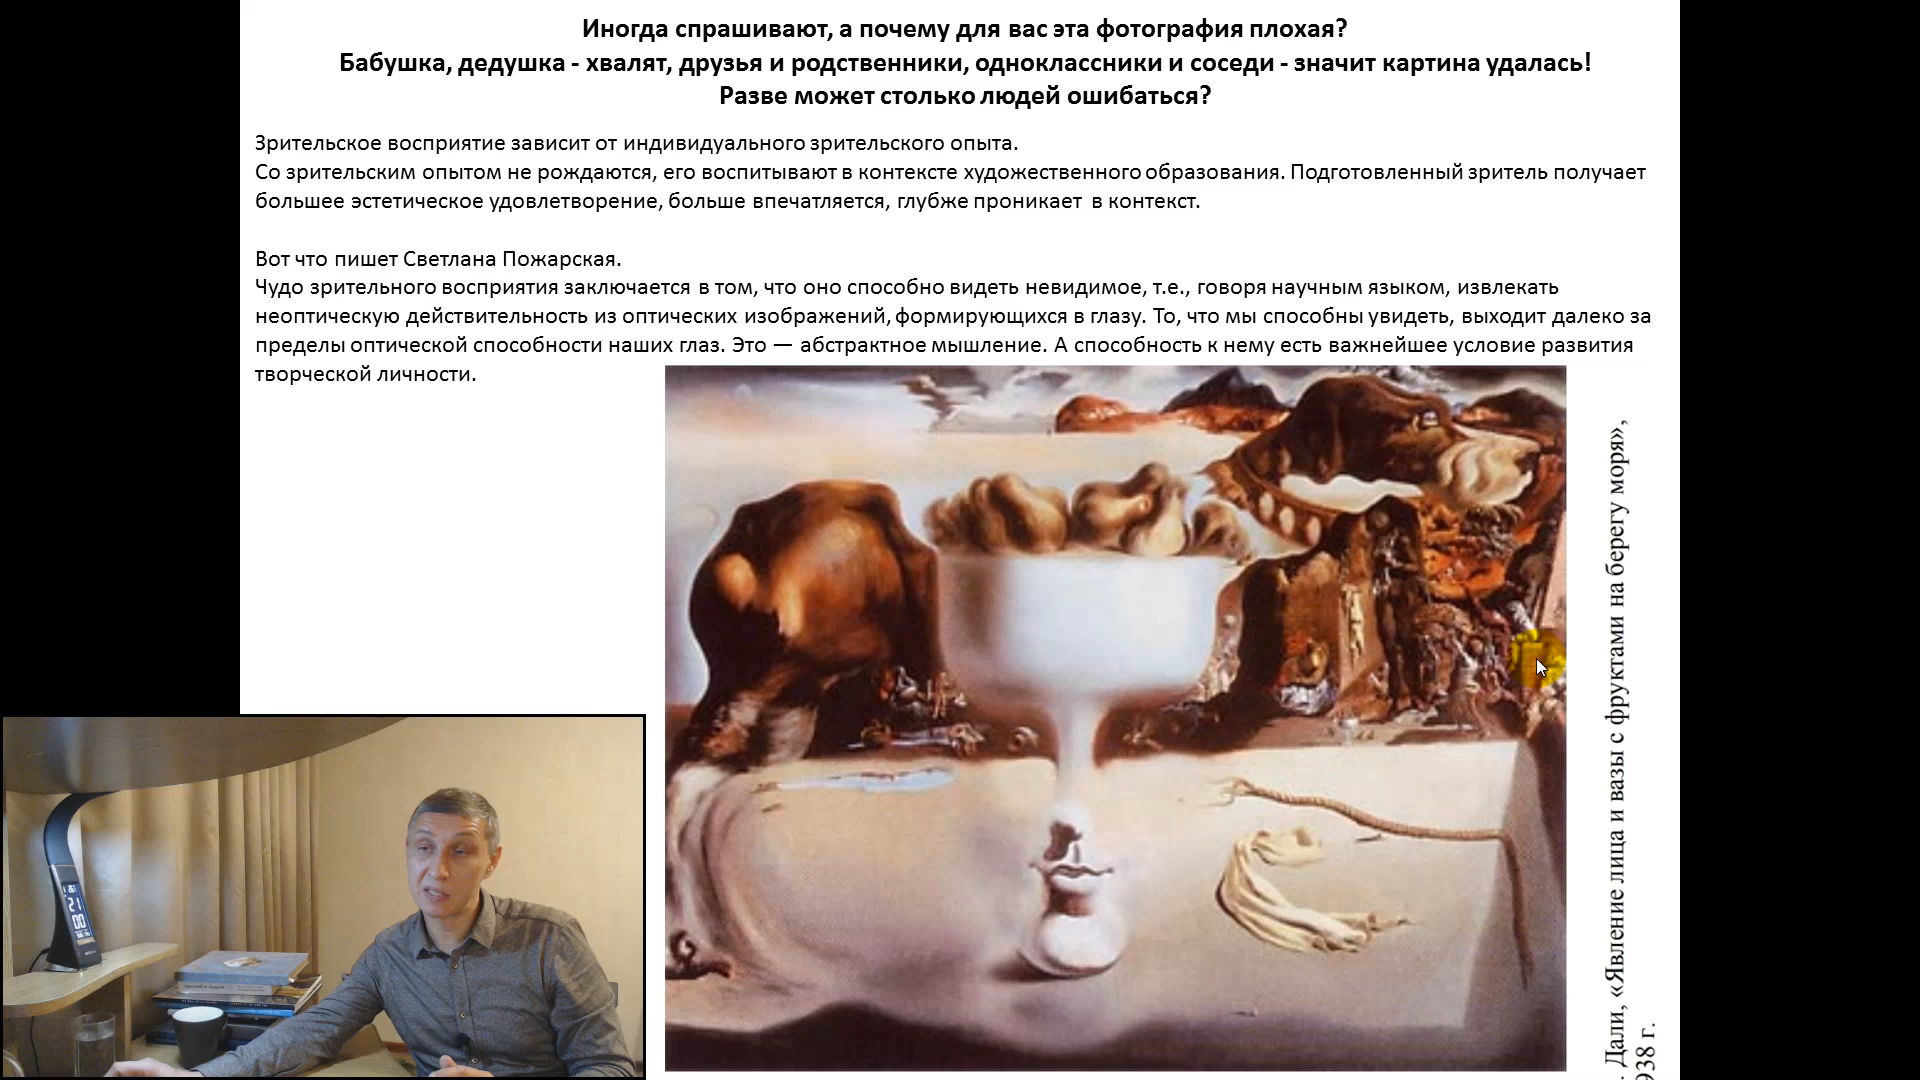 Иногда спрашивают, а почему для вас эта фотография плохая?
Бабушка, дедушка - хвалят, друзья и родственники, одноклассники и соседи - значит картина удалась!
Разве может столько людей ошибаться?
Зрительское восприятие зависит от индивидуального зрительского опыта.
Со зрительским опытом не рождаются, его воспитывают в контексте художественного образования. Подготовленный зритель получает
большее эстетическое удовлетворение, больше впечатляется, глубже проникает в контекст.
Вот что пишет Светлана Пожарская.
Чудо зрительного восприятия заключается в том, что оно способно видеть невидимое, т.е., говоря научным языком, извлекать
неоптическую действительность из оптических изображений, формирующихся в глазу. То, что мы способны увидеть, выходит далеко за
пределы оптической способности наших глаз. Это — абстрактное мышление. А способность к нему есть важнейшее условие развития
творческой личности.
. Дали, «Явление лица и вазы с фруктами на берегу моря»,
938 г.
21
00